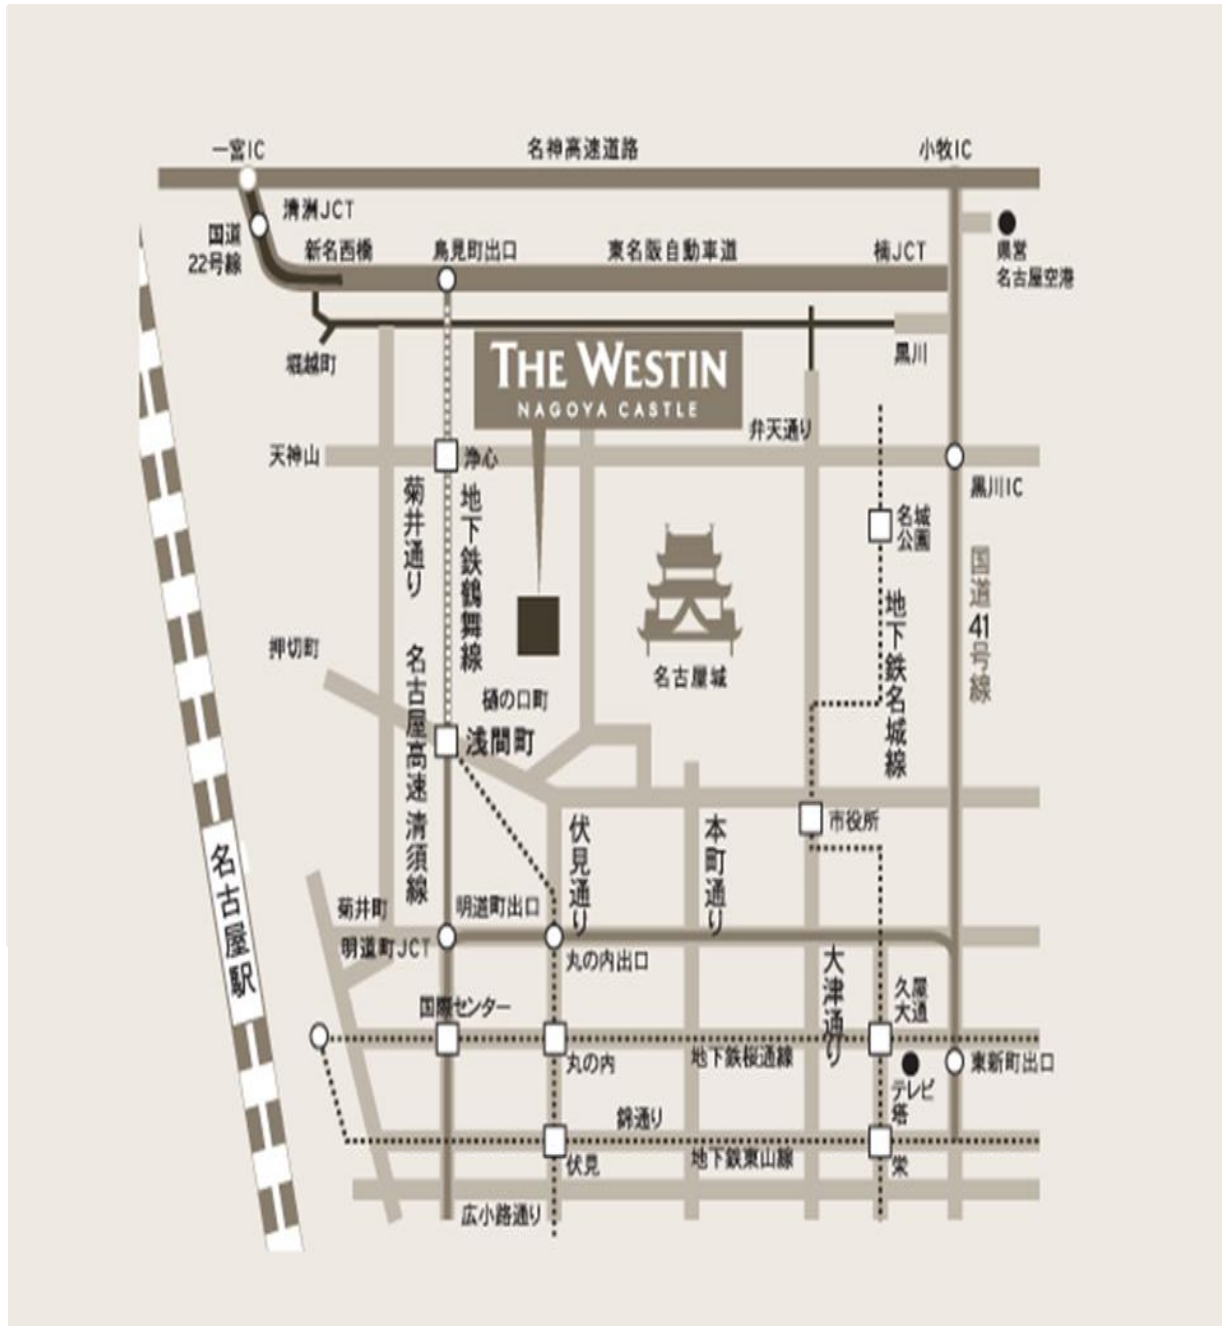 一宮IC
名神高速道路
小牧IC
清洲JCT
国道
22号線
新名西橋
鳥見町出口
東名阪自動車道
楠JCT
県営
名古屋空港
堀越町
黒川
THE WESTIN
NAGOYA CASTLE
弁天通り
天神山
浄心
黒川IC
菊井通り
地下鉄鶴舞線
名城
公園
国道41号線
地下鉄名城線
押切町
名古屋城
樋の口町
名古屋高速 清須線
浅間町
市役所
伏見通り
本町通り
名古屋駅
菊井町
明道町出口
明道町JCT
丸の内出口
大津通り
久屋
大通
国際センター
丸の内
地下鉄桜通線
東新町出口
テレビ
塔
錦通り
伏見
地下鉄東山線
栄
広小路通り